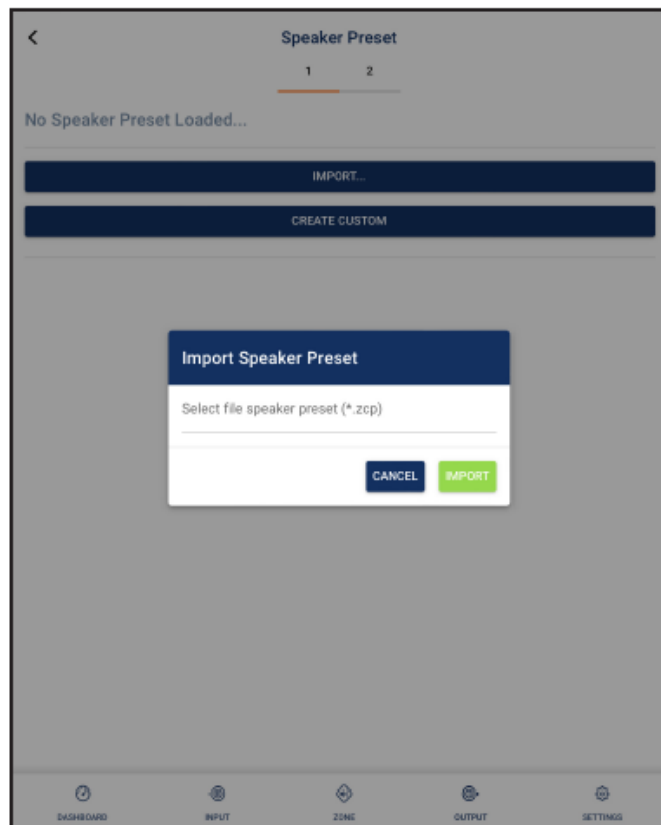 Speaker Preset
1 2
No Speaker Preset Loaded...
IMPORT...
CREATE CUSTOM
Import Speaker Preset
Select file speaker preset (*.zcp)
CANCEL IMPORT
DASHBOARD INPUT ZONE OUTPUT SETTINGS